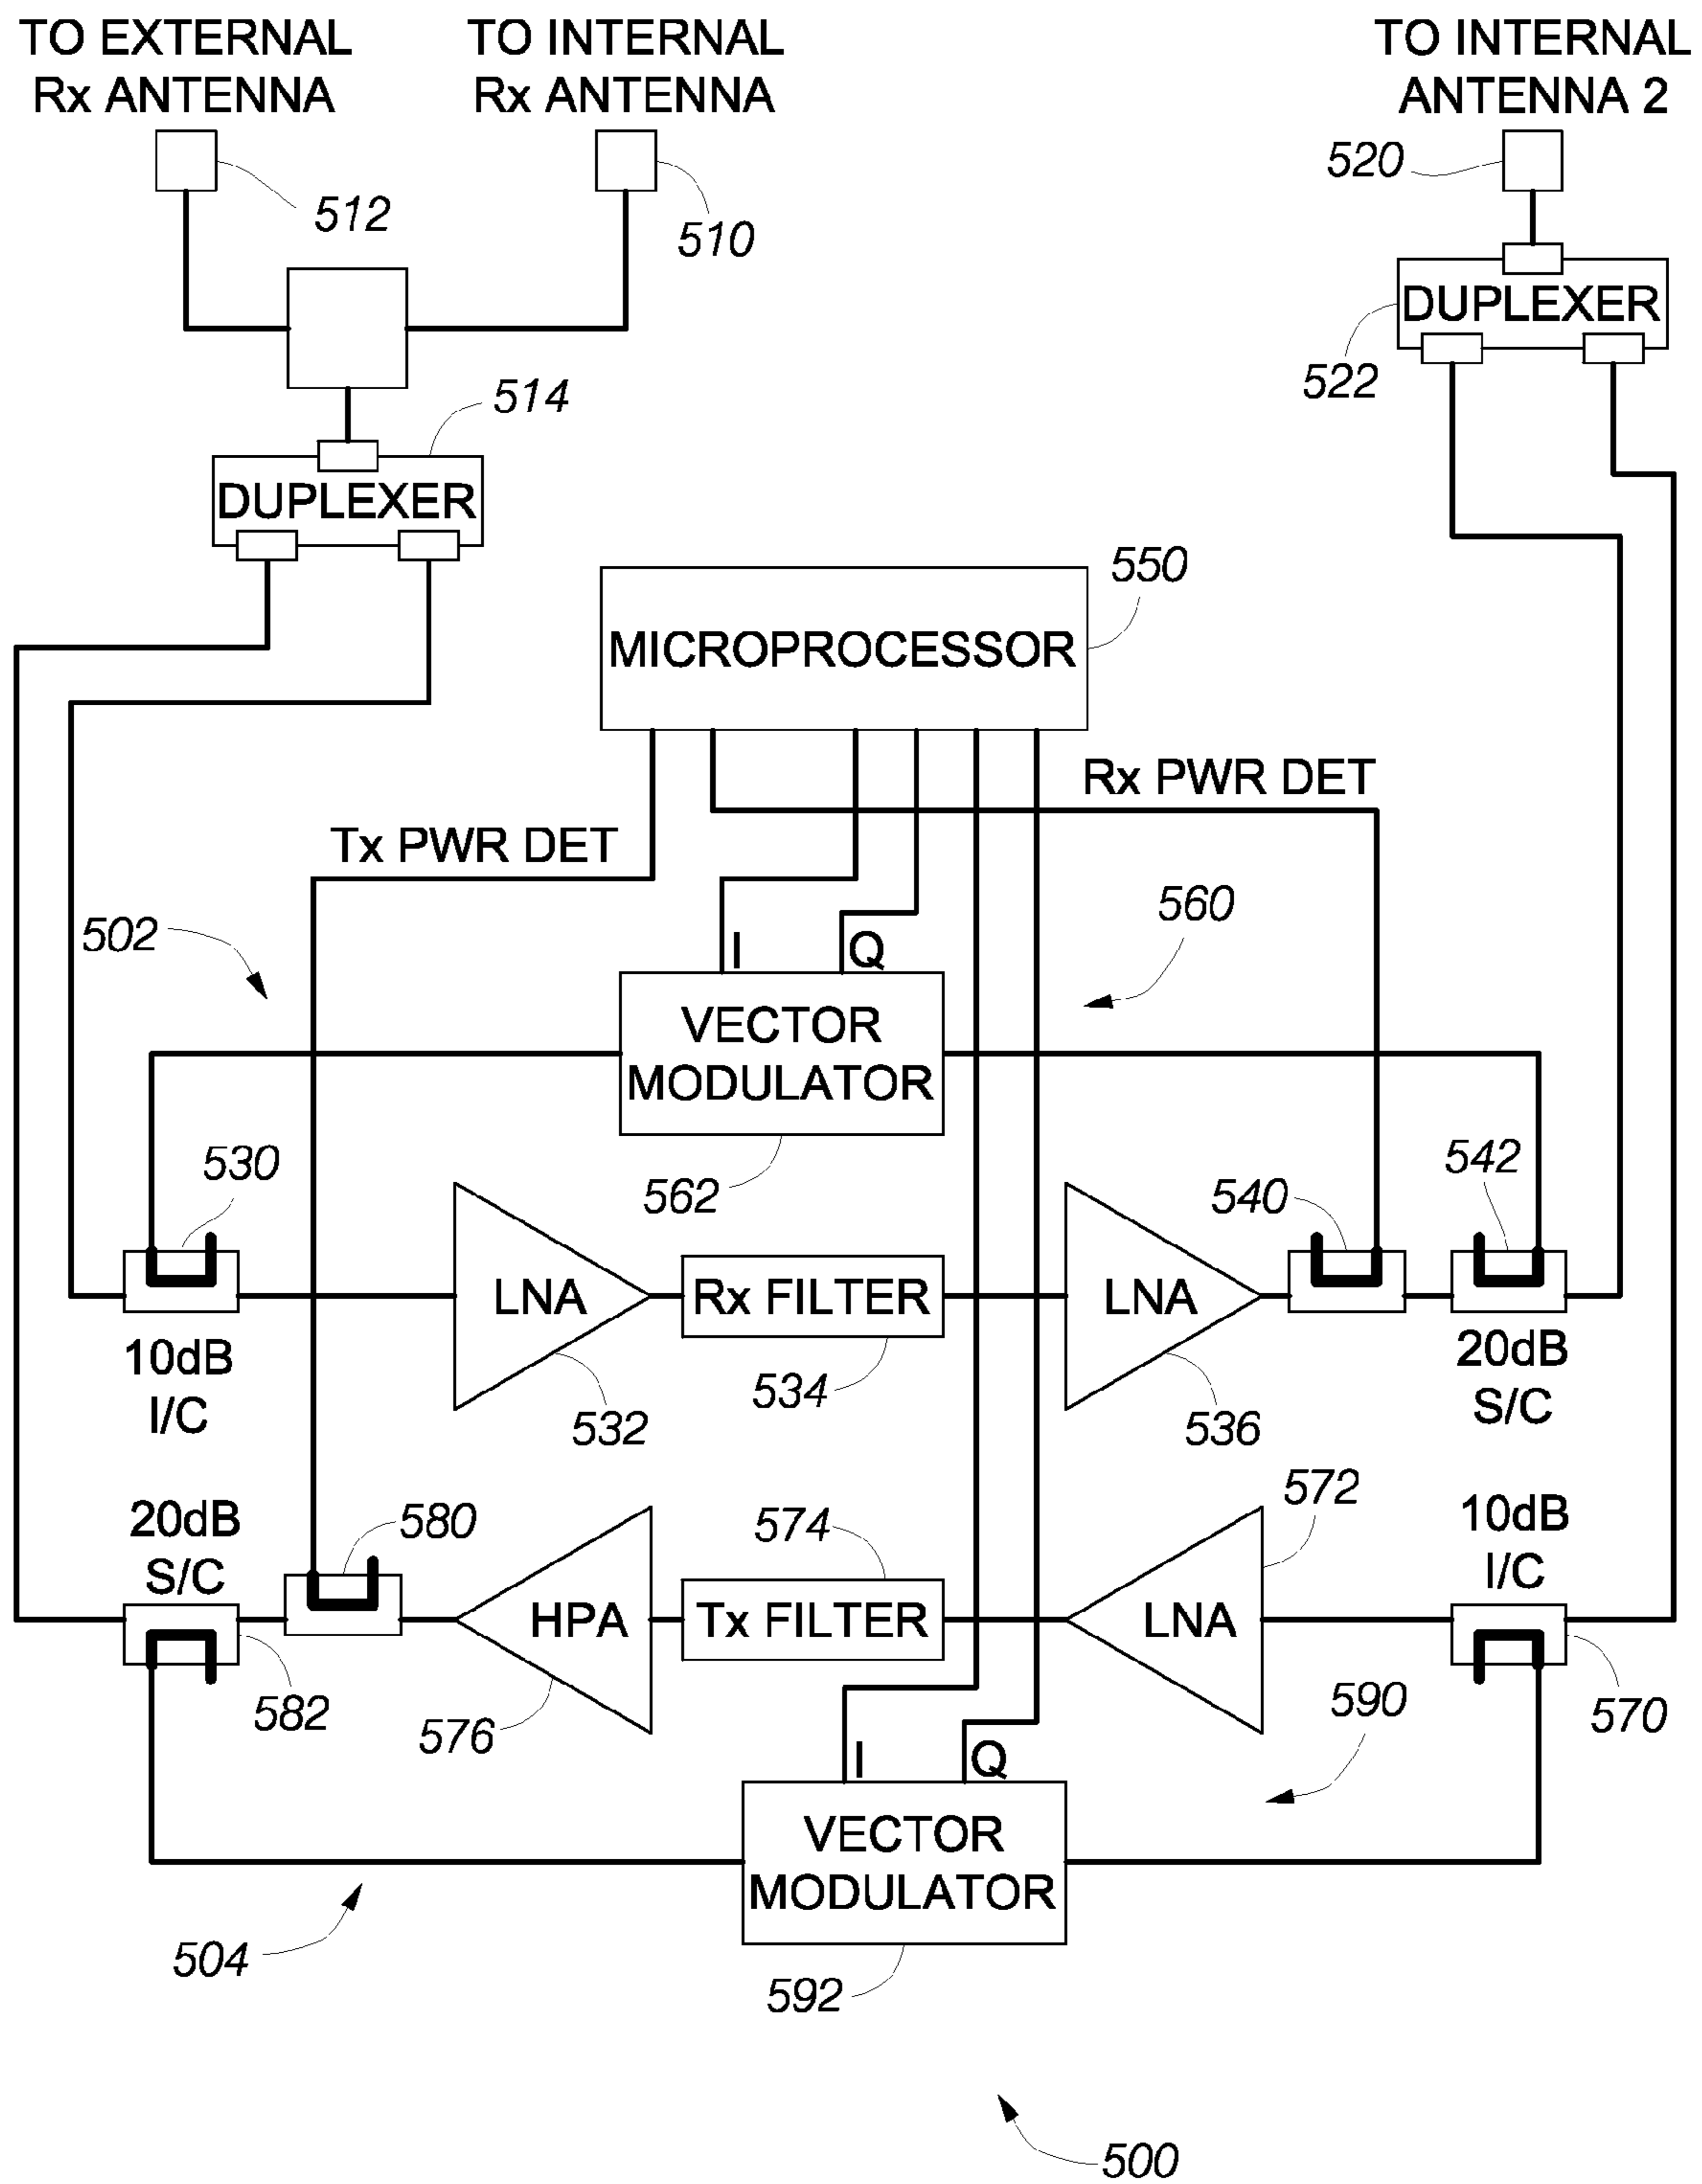 TO EXTERNAL
Rx ANTENNA
TO INTERNAL
Rx ANTENNA
TO INTERNAL
ANTENNA 2
512
510
520
DUPLEXER
522
514
DUPLEXER
550
MICROPROCESSOR
Rx PWR DET
Tx PWR DET
502
560
I
Q
VECTOR
MODULATOR
530
562
540
542
LNA
Rx FILTER
LNA
10dB
I/C
532
534
536
20dB
S/C
20dB
S/C
580
574
572
10dB
I/C
HPA
Tx FILTER
LNA
582
576
590
570
I
Q
VECTOR
MODULATOR
504
592
500